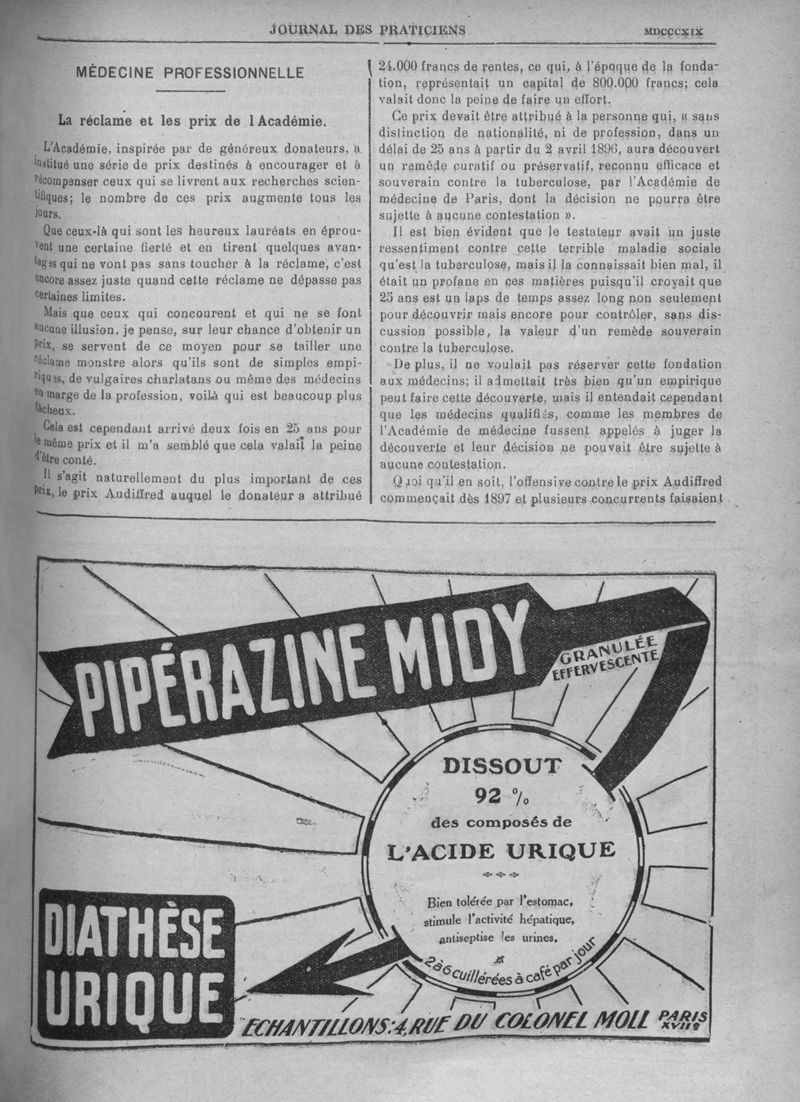 JOURNAL DES PRATICIENS
MDCCCXIX
MÉDECINE PROFESSIONNELLE
La réclame et les prix de l Académie.
L'Académie, inspirée par de généreux donateurs, a
institué une série de prix destinés à encourager et à
récompenser ceux qui se livrent aux recherches scien-
tifiques; le nombre de ces prix augmente tous les
jours.
Que ceux-là qui sont les heureux lauréats en éprou-
vent une certaine fierté et en tirent quelques avan-
tages qui ne vont pas sans toucher à la réclame, c'est
encore assez juste quand cette réclame ne dépasse pas
certaines limites.
Mais que ceux qui concourent et qui ne se font
aucune illusion, je pense, sur leur chance d'obtenir un
prix, se servent de ce moyen pour se tailler une
réclame monstre alors qu'ils sont de simples empi-
riques, de vulgaires charlatans ou même des médecins
en marge de la profession, voilà qui est beaucoup plus
fâcheux.
Cela est cependant arrivé deux fois en 25 ans pour
le même prix et il m'a semblé que cela valait la peine
d'être conté.
Il s'agit naturellement du plus important de ces
prix, le prix Audiffred auquel le donateur a attribué
24.000 francs de rentes, ce qui, à l'époque de la fonda-
tion, représentait un capital de 800.000 francs; cela
valait donc la peine de faire un effort.
Ce prix devait être attribué à la personne qui, « sans
distinction de nationalité, ni de profession, dans un
délai de 25 ans à partir du 2 avril 1896, aura découvert
un remède curatif ou préservatif, reconnu efficace et
souverain contre la tuberculose, par l'Académie de
médecine de Paris, dont la décision ne ppurra être
sujette à aucune contestation ».
Il est bien évident que le testateur avait un juste
ressentiment contre cette terrible maladie sociale
qu'est la tuberculose, mais il la connaissait bien mal, il
était un profane en ces matières puisqu'il croyait que
25 ans est un laps de temps assez long non seulement
pour découvrir mais encore pour contrôler, sans dis-
cussion possible, la valeur d'un remède souverain
contre la tuberculose.
De plus, il ne voulait pas réserver cette fondation
aux médecins; il admettait très bien qu'un empirique
peut faire cette découverte, mais il entendait cependant
que les médecins qualifiés, comme les membres de
l'Académie de médecine fussent appelés à juger la
découverte et leur décision ne pouvait être sujette à
aucune contestation.
Quoi qu'il en soit, l'offensive contre le prix Audiffred
commençait dès 1897 et plusieurs concurrents faisaient
PIPÉRAZINE MIDY
GRANULÉE
EFFERVESCENTE
DISSOUT
92 %
des composés de
L'ACIDE URIQUE
Bien tolérée par l'estomac,
stimule l'activité hépatique,
antiseptise les urines.
2 à 6 cuillérées à café par jour
DIATHÈSE
URIQUE
ECHANTILLONS: 4, RUE DU COLONEL MOLL PARIS
XVIIe